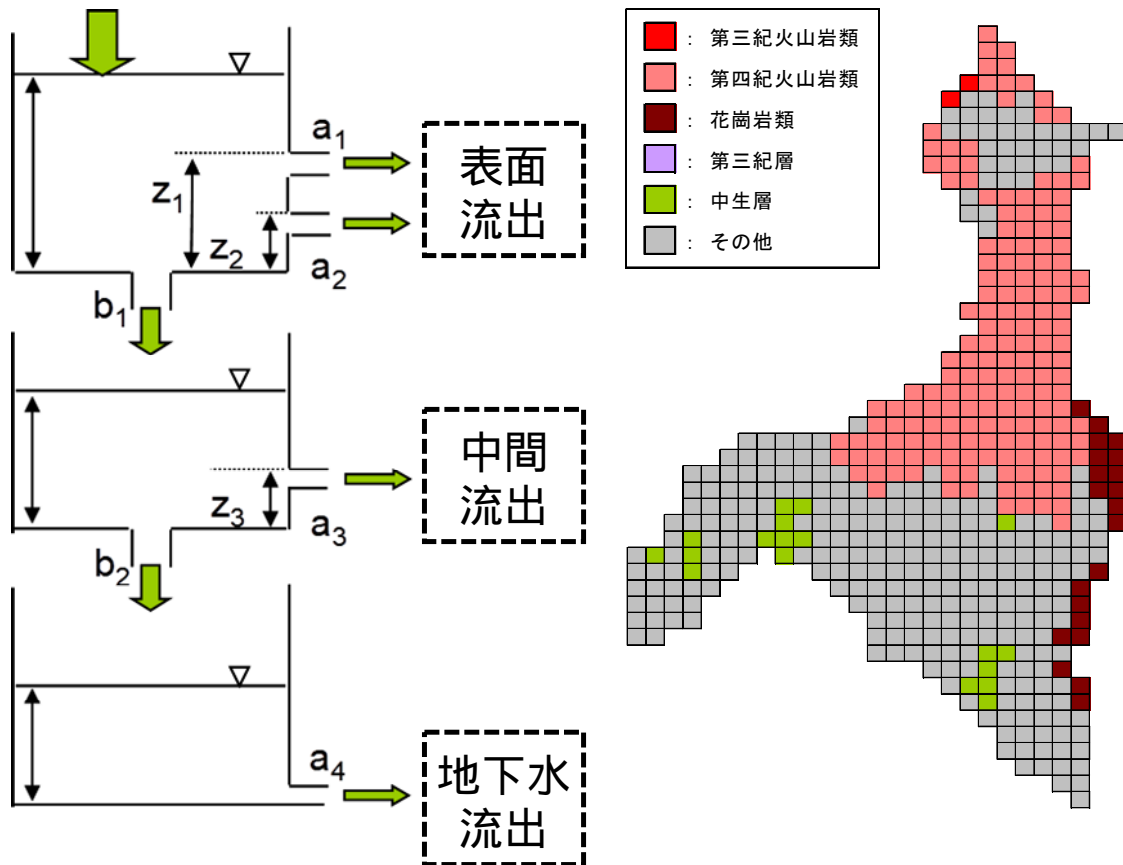 a1
z1
z2
a2
表面
流出
b1
z3
a3
中間
流出
b2
a4
地下水
流出
: 第三紀火山岩類
: 第四紀火山岩類
: 花崗岩類
: 第三紀層
: 中生層
: その他